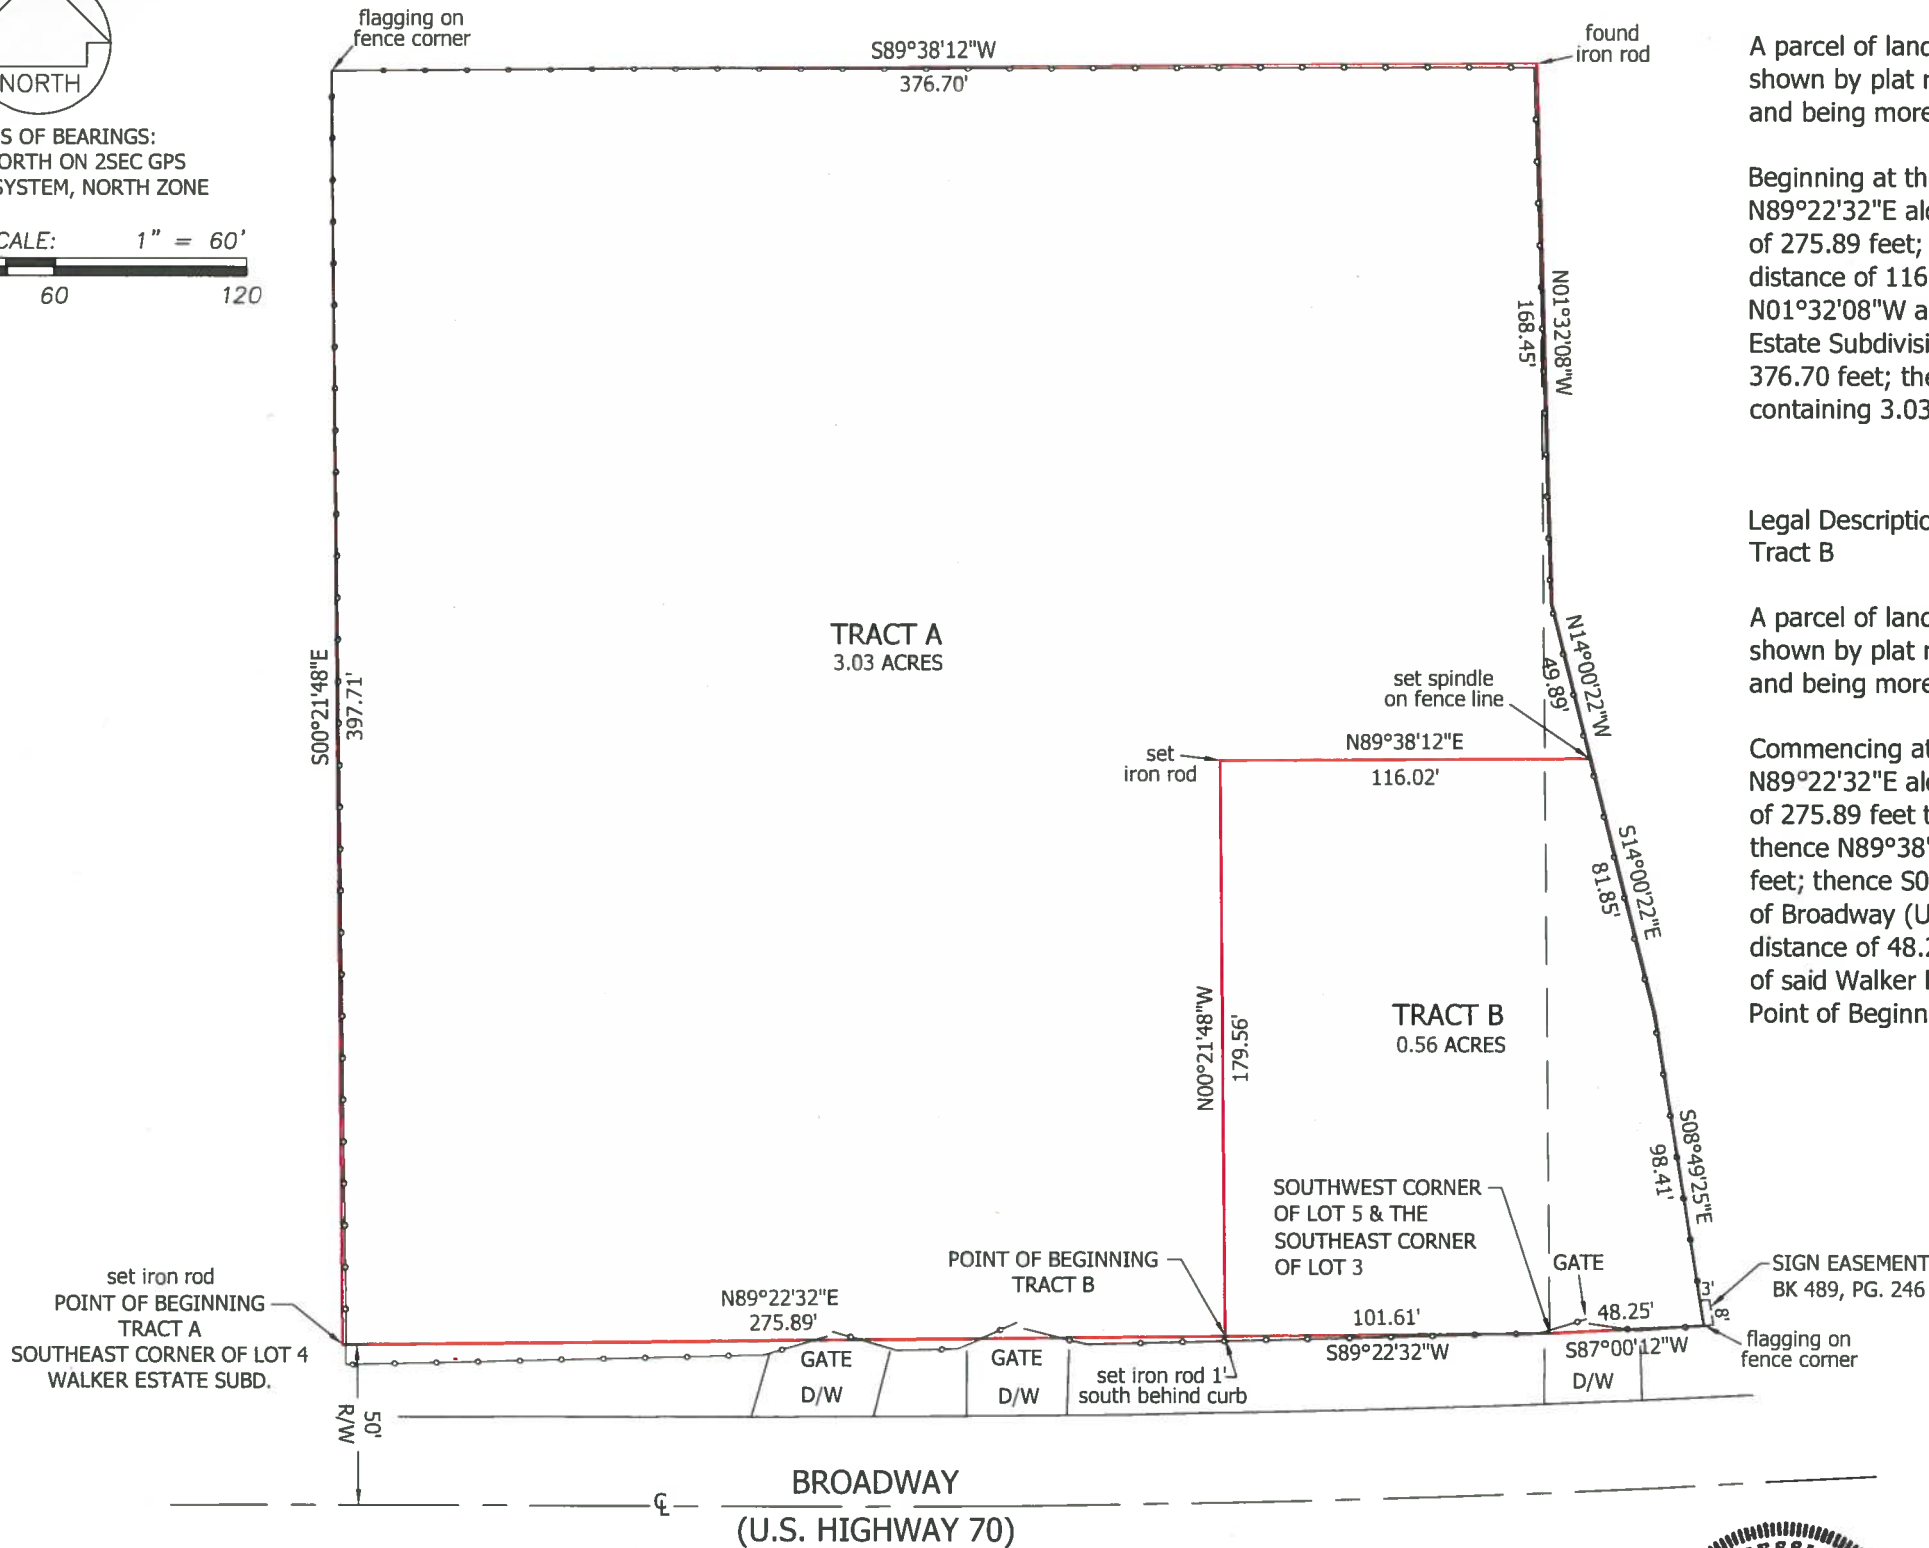 NORTH
S OF BEARINGS:
ORTH ON 2SEC GPS
SYSTEM, NORTH ZONE
CALE: 1" = 60'
60 120
flagging on
fence corner
S89°38'12"W
376.70'
found
iron rod
N01°32'08"W
168.45'
S00°21'48"E
397.71'
TRACT A
3.03 ACRES
N14°00'22"W
49.89'
set spindle
on fence line
set
iron rod
N89°38'12"E
116.02'
S14°00'22"E
81.85'
N00°21'48"W
179.56'
TRACT B
0.56 ACRES
S08°49'25"E
98.41'
SOUTHWEST CORNER
OF LOT 5 & THE
SOUTHEAST CORNER
OF LOT 3
POINT OF BEGINNING
TRACT B
GATE
SIGN EASEMENT
BK 489, PG. 246
3'
8'
set iron rod
POINT OF BEGINNING
TRACT A
SOUTHEAST CORNER OF LOT 4
WALKER ESTATE SUBD.
N89°22'32"E
275.89'
101.61'
48.25'
S89°22'32"W
S87°00'12"W
flagging on
fence corner
GATE
D/W
GATE
D/W
set iron rod 1'
south behind curb
D/W
50'
R/W
BROADWAY
℄
(U.S. HIGHWAY 70)
A parcel of land
shown by plat
and being more
Beginning at th
N89°22'32"E
of 275.89 feet;
distance of 116
N01°32'08"W a
Estate Subdivisi
376.70 feet; the
containing 3.03
Legal Descriptio
Tract B
A parcel of land
shown by plat
and being more
Commencing at
N89°22'32"E
of 275.89 feet t
thence N89°38'
feet; thence S0
of Broadway (U
distance of 48.2
of said Walker
Point of Beginn